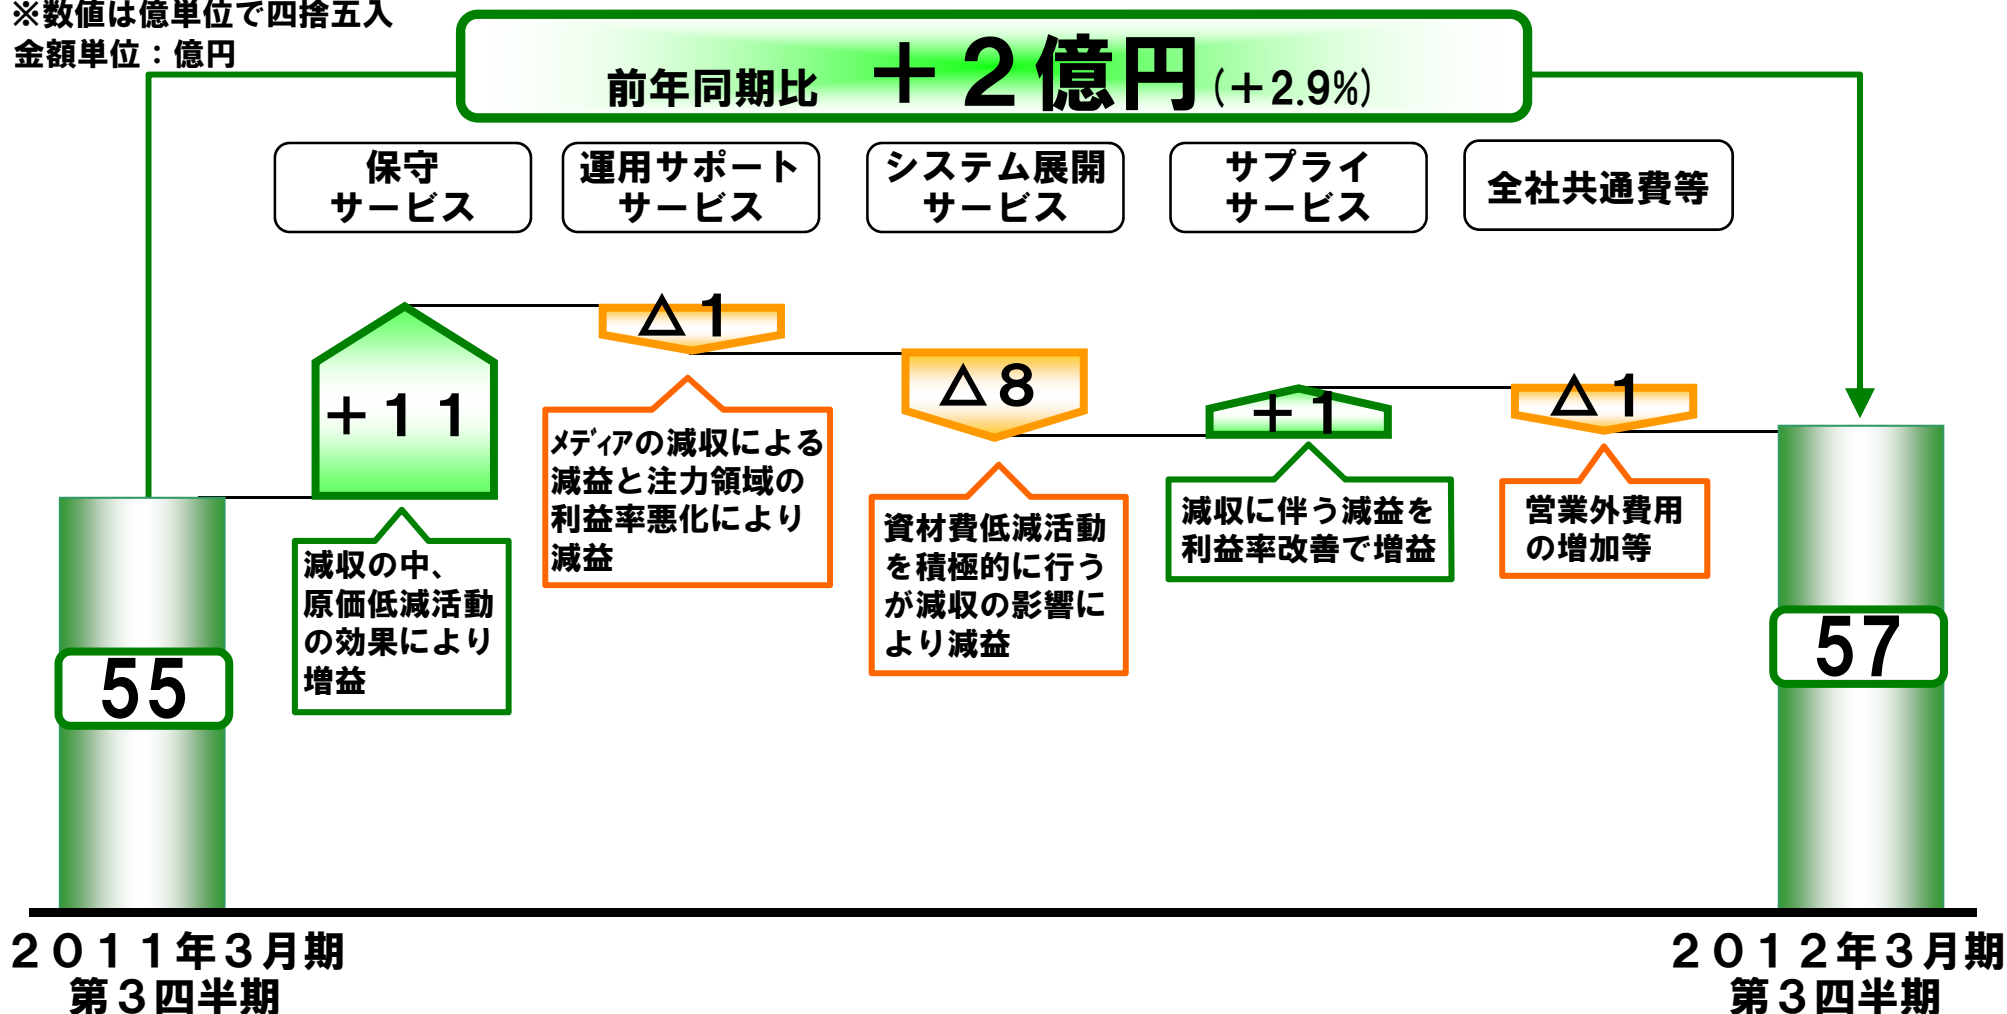 ※数値は億単位で四捨五入
金額単位：億円
前年同期比 ＋２億円(＋2.9%)
保守
サービス
運用サポート
サービス
システム展開
サービス
サプライ
サービス
全社共通費等
＋１１
△１
△８
＋１
△１
減収の中、
原価低減活動
の効果により
増益
ﾒﾃﾞｨｱの減収による
減益と注力領域の
利益率悪化により
減益
資材費低減活動
を積極的に行う
が減収の影響に
より減益
減収に伴う減益を
利益率改善で増益
営業外費用
の増加等
55
57
２０１１年３月期
第３四半期
２０１２年３月期
第３四半期